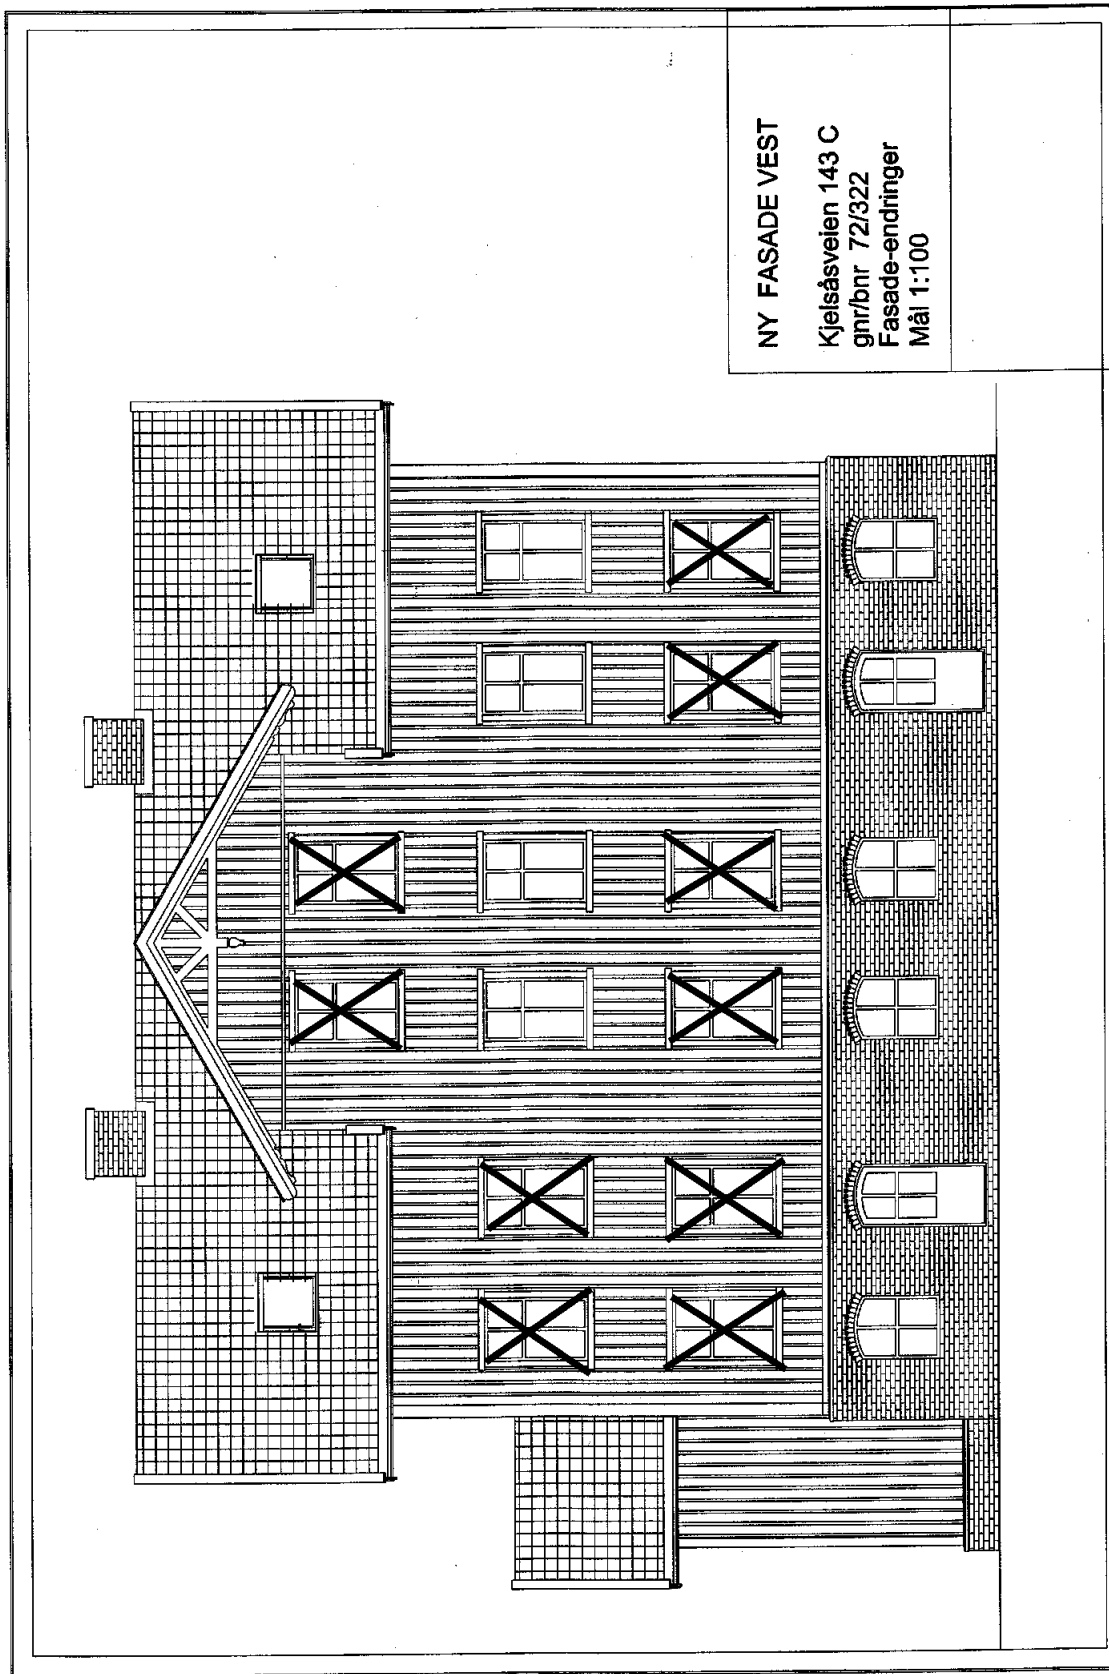 NY FASADE VEST
Kjelsåsveien 143 C
gnr/bnr 72/322
Fasade-endringer
Mål 1:100